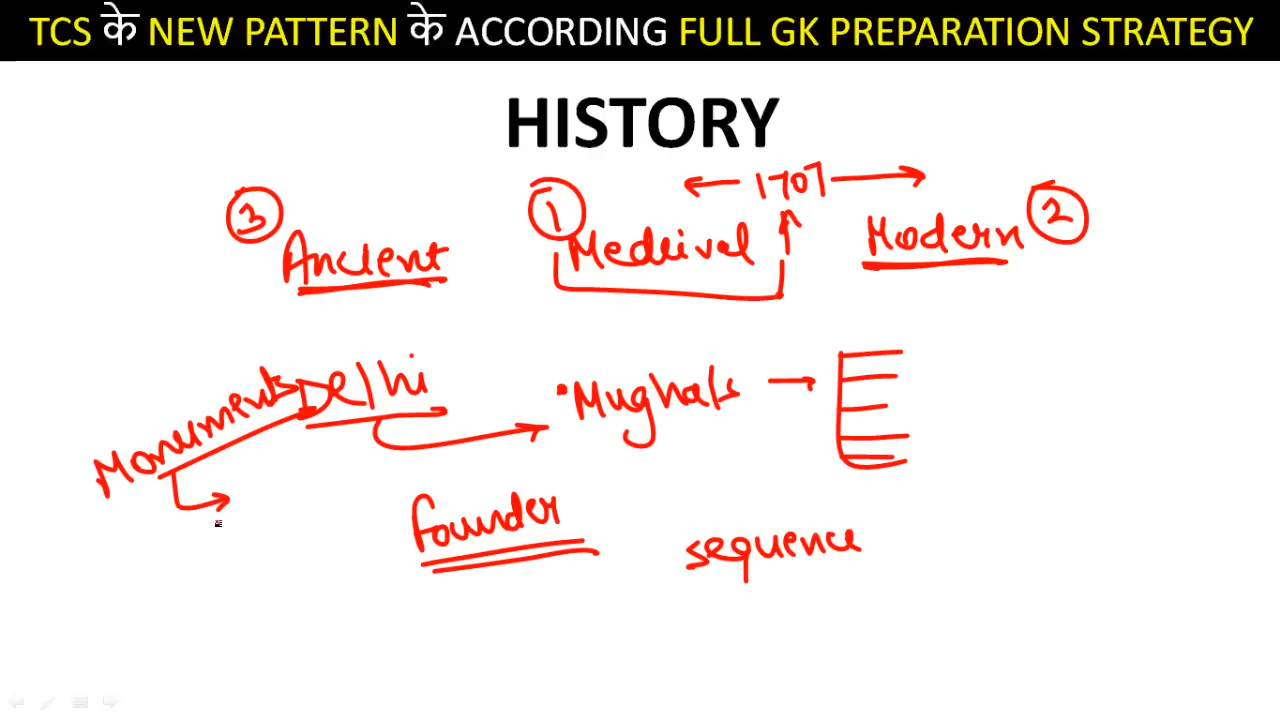 TCS के NEW PATTERN के ACCORDING FULL GK PREPARATION STRATEGY
HISTORY
1707
3 Ancient 1 Medeival Modern 2
Monuments Delhi Mughals
founder sequence